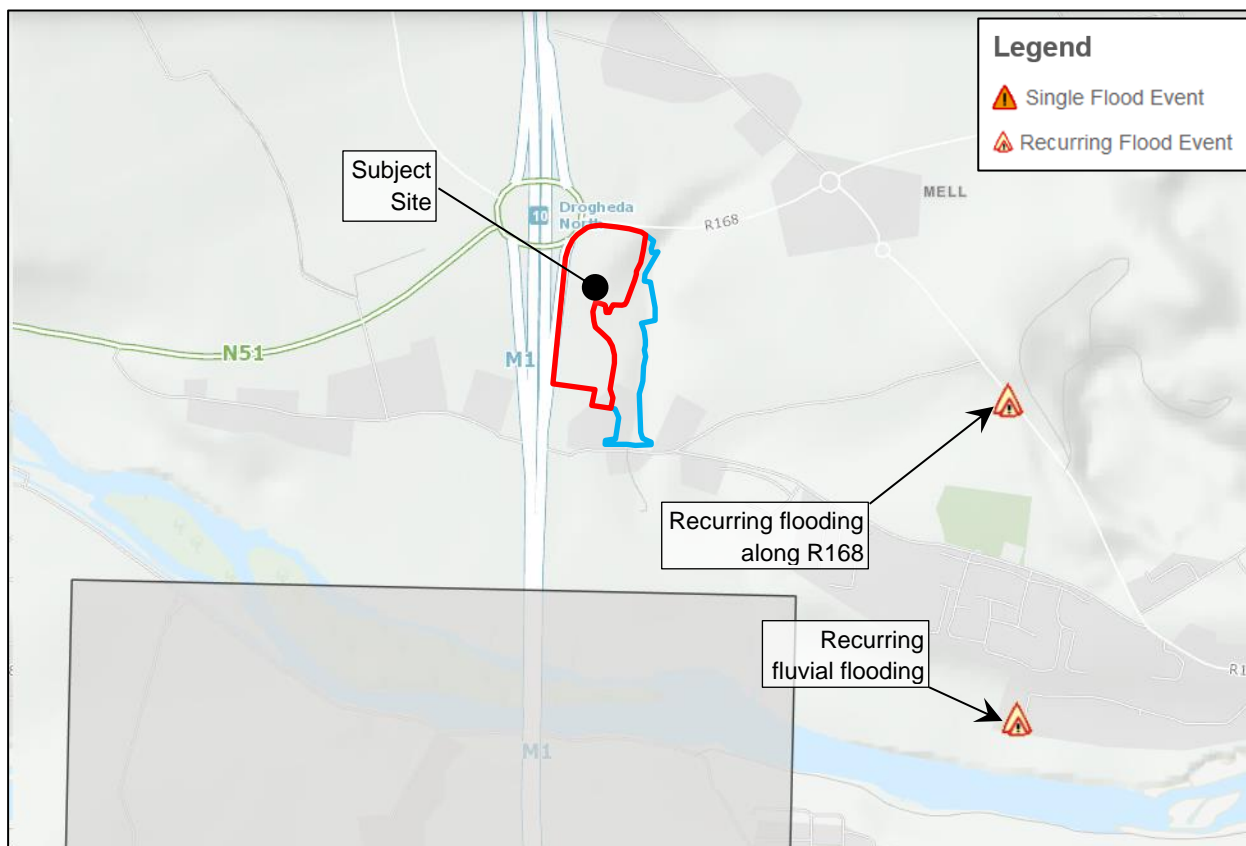 Legend
Single Flood Event
Recurring Flood Event
Subject
Site
MELL
10
Drogheda
North
R168
N51
M1
Recurring flooding
along R168
Recurring
fluvial flooding
M1